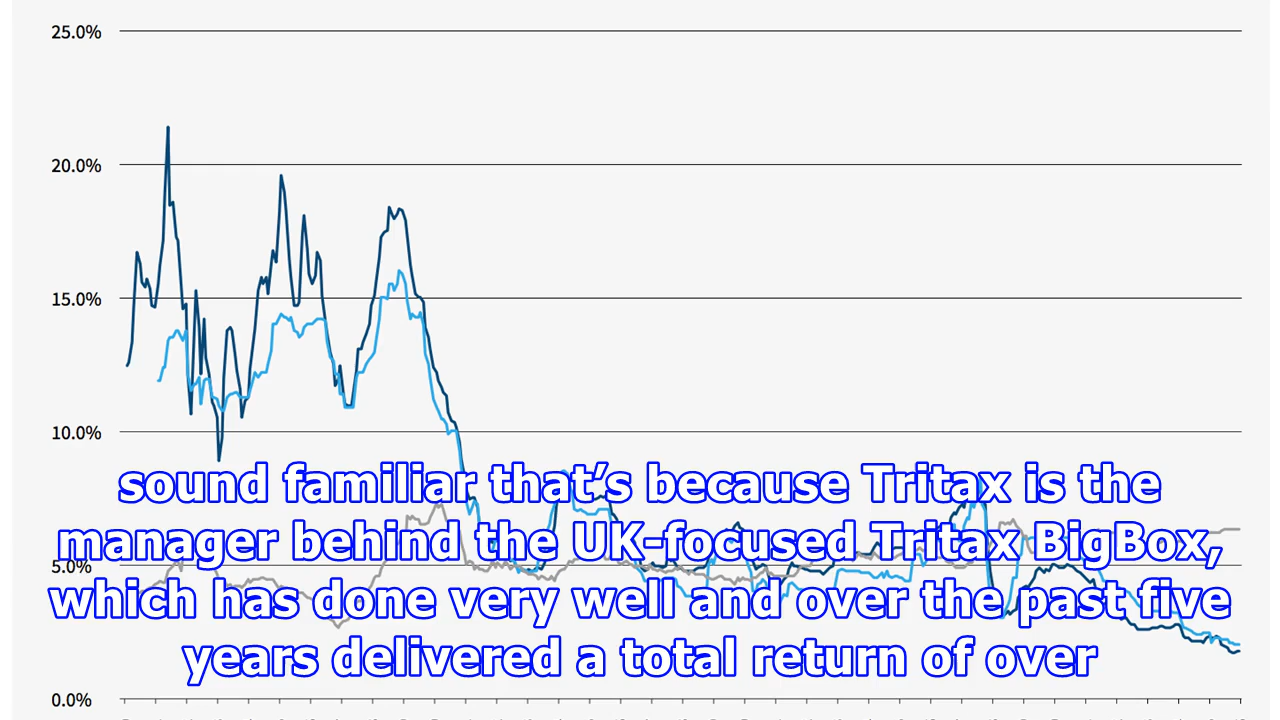 25.0%
20.0%
15.0%
10.0%
sound familiar that's because Tritax is the
manager behind the UK-focused Tritax BigBox,
5.0%
which has done very well and over the past five
years delivered a total return of over
0.0%